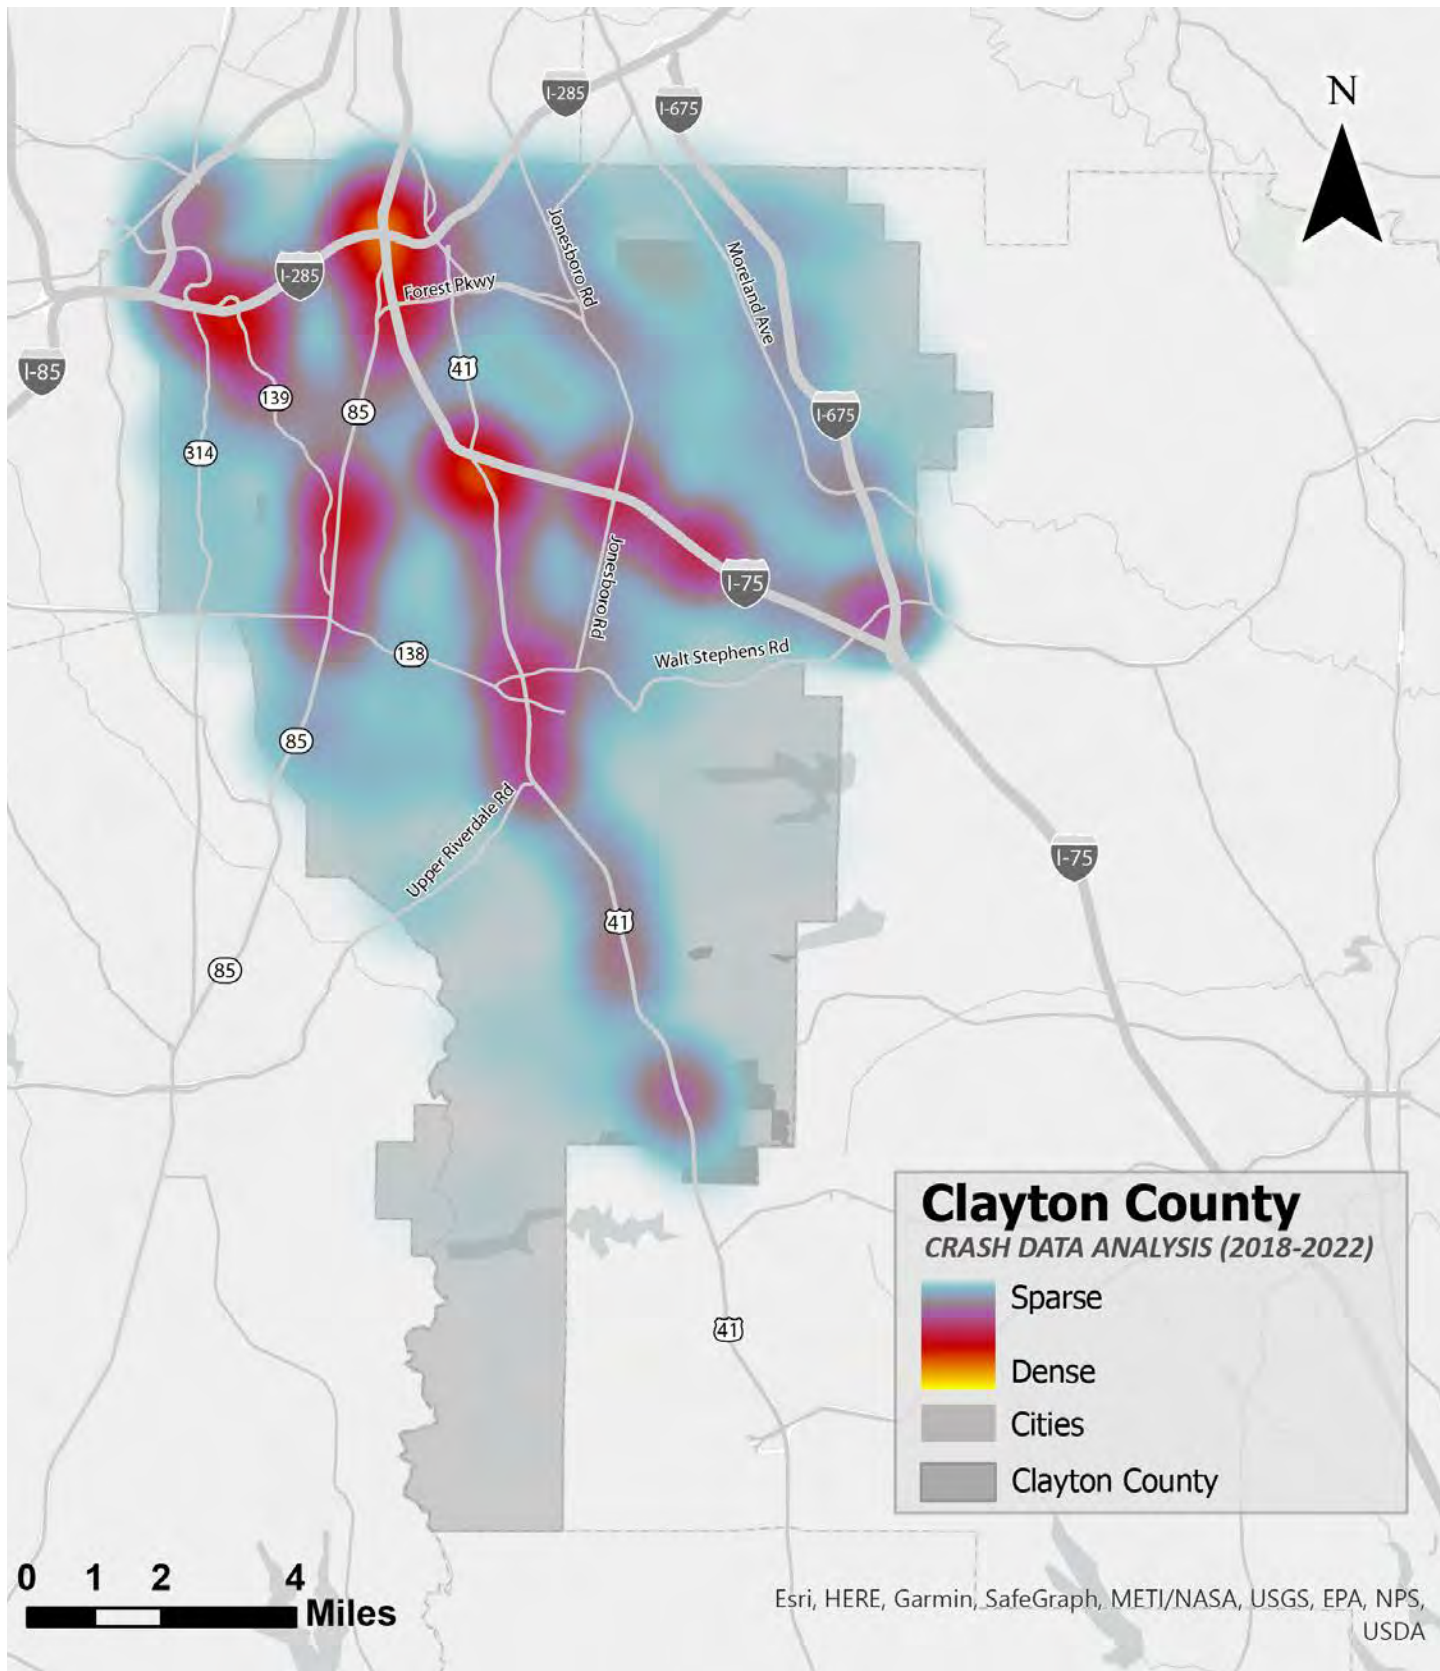 I-285
I-675
N
Jonesboro Rd
Moreland Ave
I-285
Forest Pkwy
I-85
41
139
85
I-675
314
Jonesboro Rd
I-75
138
Walt Stephens Rd
85
Upper Riverdale Rd
I-75
41
85
Clayton County
CRASH DATA ANALYSIS (2018-2022)
Sparse
Dense
Cities
Clayton County
41
0 1 2 4
Miles
Esri, HERE, Garmin, SafeGraph, METI/NASA, USGS, EPA, NPS,
USDA